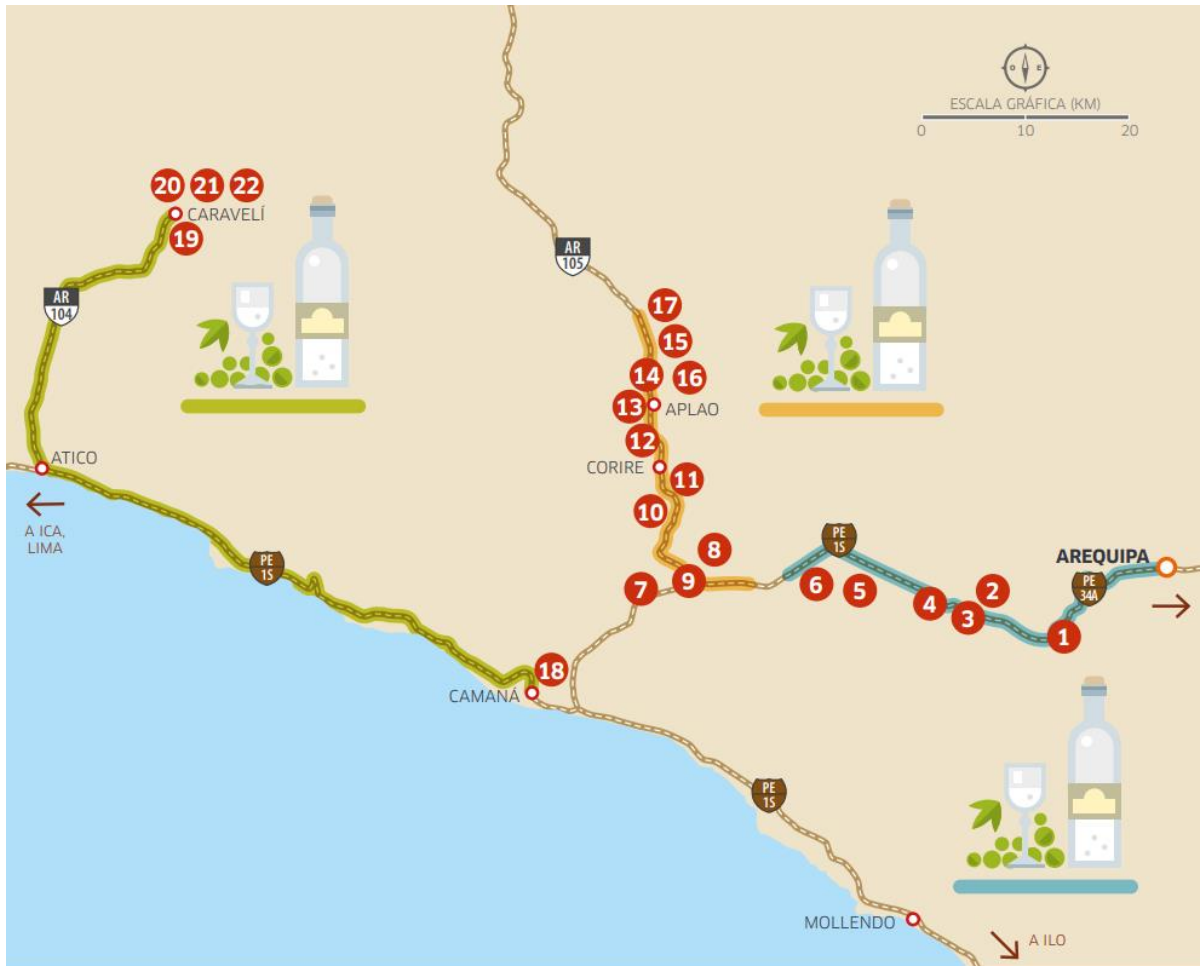 O E
ESCALA GRÁFICA (KM)
0 10 20
20 21 22
CARAVELÍ
19
AR
105
AR
104
17
15
14 16
13 APLAO
12
CORIRE
ATICO
11
10
A ICA,
LIMA
PE
1S
PE
1S
8
AREQUIPA
9
7
6 5
PE
34A
4 2
3
1
18
CAMANÁ
PE
1S
MOLLENDO
A ILO